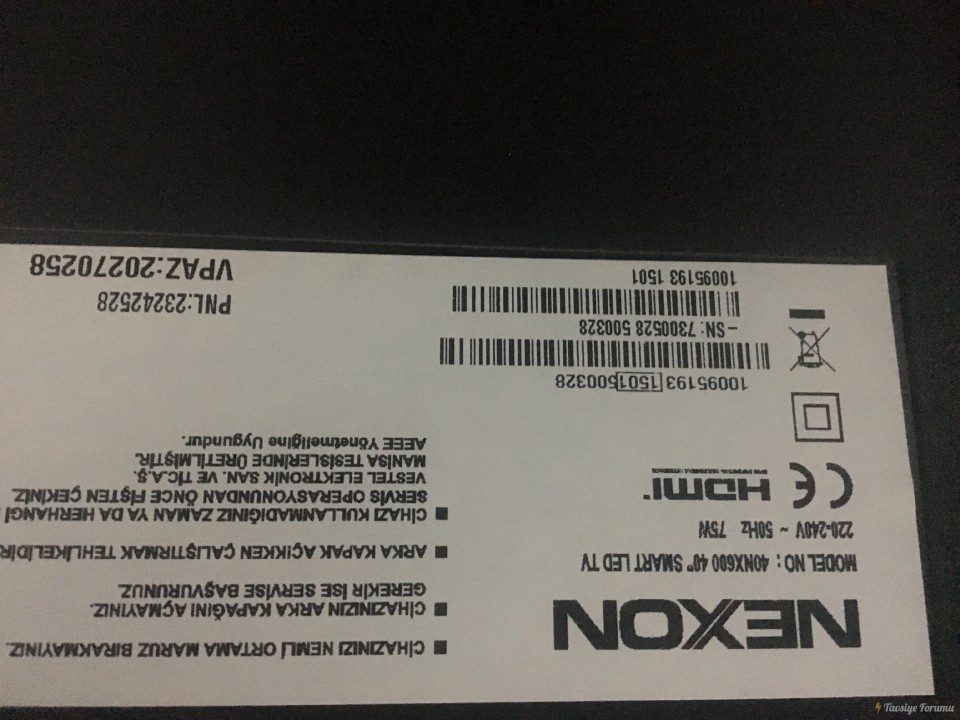 NEXON
MODEL NO : 40NX600 40" SMART LED TV
220-240V ~ 50Hz 75W
CE HDMI
10095193 1501 500328
-SN: 7300528 500328
10095193 1501
■ CİHAZINIZI NEMLİ ORTAMA MARUZ BIRAKMAYINIZ.
■ CİHAZINIZIN ARKA KAPAĞINI AÇMAYINIZ.
GEREKİR İSE SERVİSE BAŞVURUNUZ.
■ ARKA KAPAK AÇIKKEN ÇALIŞTIRMAK TEHLİKELİDİR
■ CİHAZI KULLANMADIĞINIZ ZAMAN YA DA HERHANGİ
SERVİS OPERASYONUNDAN ÖNCE FİŞTEN ÇEKİNİZ.
VESTEL ELEKTRONİK SAN. VE TİC.A.Ş.
MANİSA TESİSLERİNDE ÜRETİLMİŞTİR.
AEEE Yönetmeliğine Uygundur.
PNL:23242528
VPAZ:20270258
Tavsiye Forumu